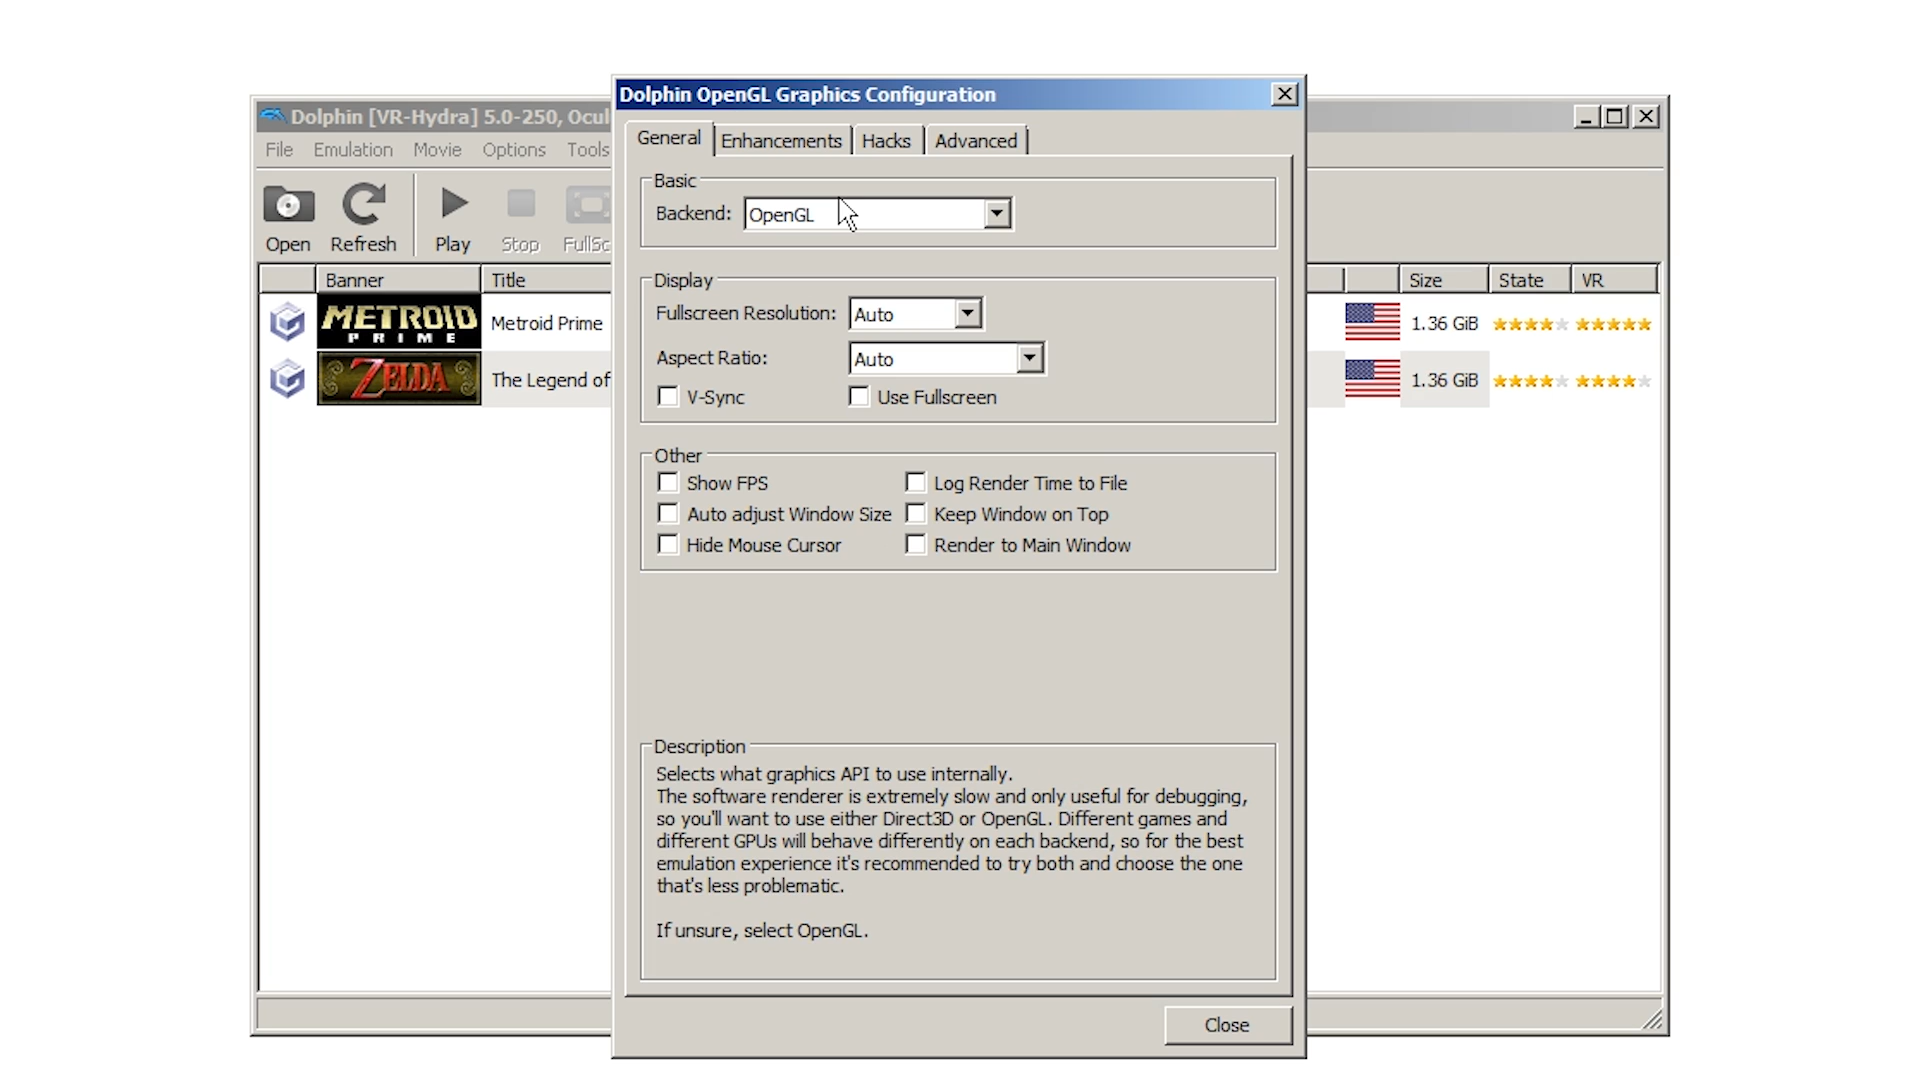 Dolphin OpenGL Graphics Configuration
Dolphin [VR-Hydra] 5.0-250, Ocul
File Emulation Movie Options Tools
Open Refresh Play Stop FullSc
Banner Title Size State VR
METROID PRIME Metroid Prime 1.36 GiB
ZELDA The Legend of 1.36 GiB
General Enhancements Hacks Advanced
Basic
Backend: OpenGL
Display
Fullscreen Resolution: Auto
Aspect Ratio: Auto
V-Sync Use Fullscreen
Other
Show FPS Log Render Time to File
Auto adjust Window Size Keep Window on Top
Hide Mouse Cursor Render to Main Window
Description
Selects what graphics API to use internally.
The software renderer is extremely slow and only useful for debugging,
so you'll want to use either Direct3D or OpenGL. Different games and
different GPUs will behave differently on each backend, so for the best
emulation experience it's recommended to try both and choose the one
that's less problematic.
If unsure, select OpenGL.
Close